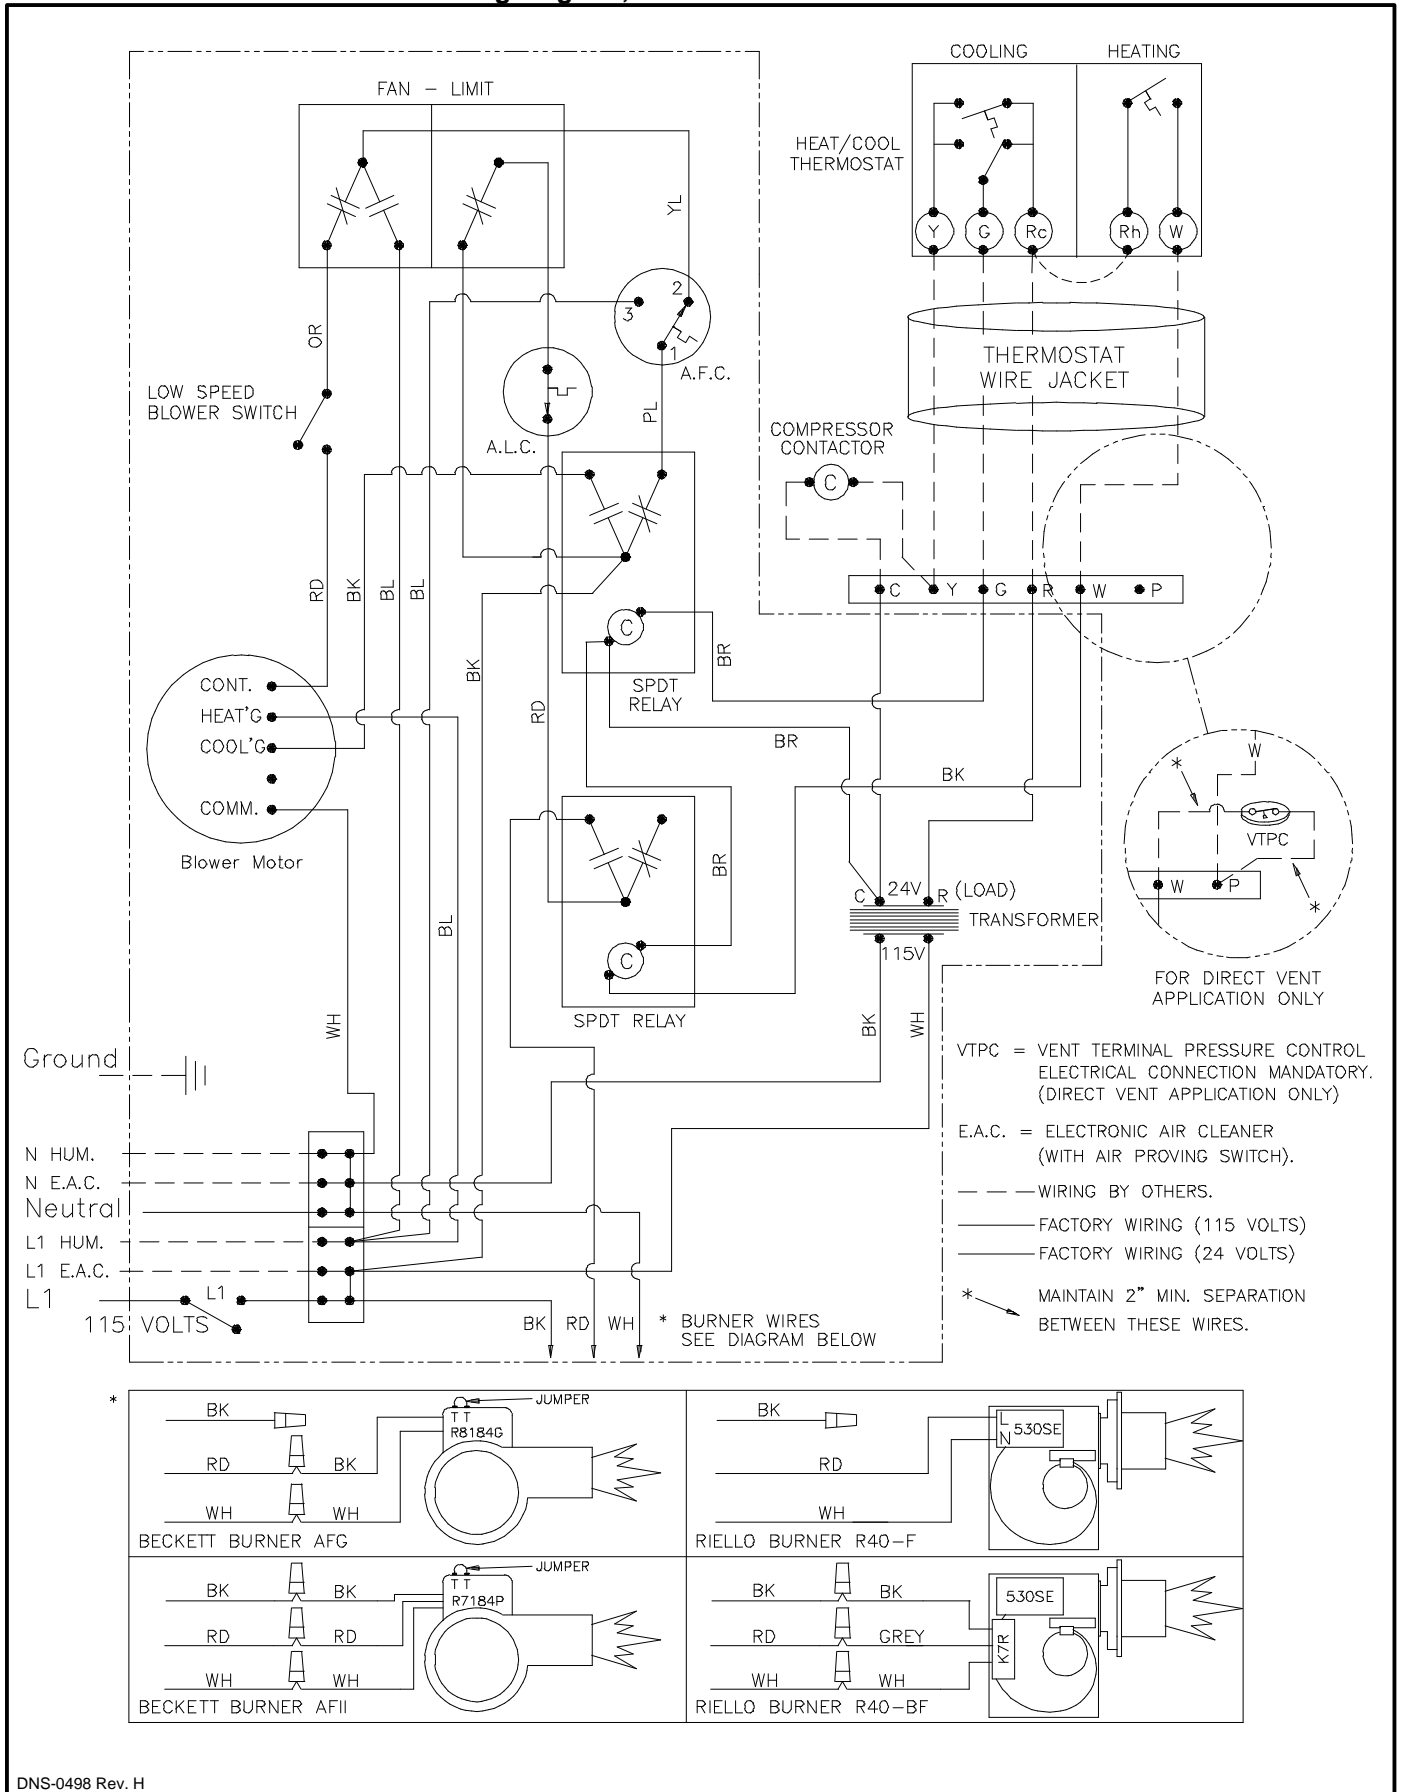 COOLING
HEATING
FAN - LIMIT
HEAT/COOL
THERMOSTAT
YL
Y
G
Rc
Rh
W
2
3
1
A.F.C.
OR
THERMOSTAT
WIRE JACKET
LOW SPEED
BLOWER SWITCH
PL
A.L.C.
COMPRESSOR
CONTACTOR
C
RD
BK
BL
BL
C
Y
G
R
W
P
C
BR
BK
SPDT
RELAY
RD
CONT.
HEAT'G
COOL'G
COMM.
Blower Motor
BR
BK
BR
W
*
VTPC
W
P
*
C
24V
R
(LOAD)
TRANSFORMER
115V
BL
C
SPDT RELAY
FOR DIRECT VENT
APPLICATION ONLY
WH
BK
WH
Ground
VTPC = VENT TERMINAL PRESSURE CONTROL
ELECTRICAL CONNECTION MANDATORY.
(DIRECT VENT APPLICATION ONLY)
E.A.C. = ELECTRONIC AIR CLEANER
(WITH AIR PROVING SWITCH).
N HUM.
N E.A.C.
Neutral
L1 HUM.
L1 E.A.C.
L1
L1
115 VOLTS
WIRING BY OTHERS.
FACTORY WIRING (115 VOLTS)
FACTORY WIRING (24 VOLTS)
* MAINTAIN 2" MIN. SEPARATION
BETWEEN THESE WIRES.
BK
RD
WH
* BURNER WIRES
SEE DIAGRAM BELOW
*
BK
JUMPER
T T
R8184G
RD
BK
WH
WH
BECKETT BURNER AFG
BK
L
N
530SE
RD
WH
RIELLO BURNER R40-F
JUMPER
T T
R7184P
BK
BK
RD
RD
WH
WH
BECKETT BURNER AFII
BK
BK
530SE
RD
GREY
K7R
WH
WH
RIELLO BURNER R40-BF
DNS-0498 Rev. H